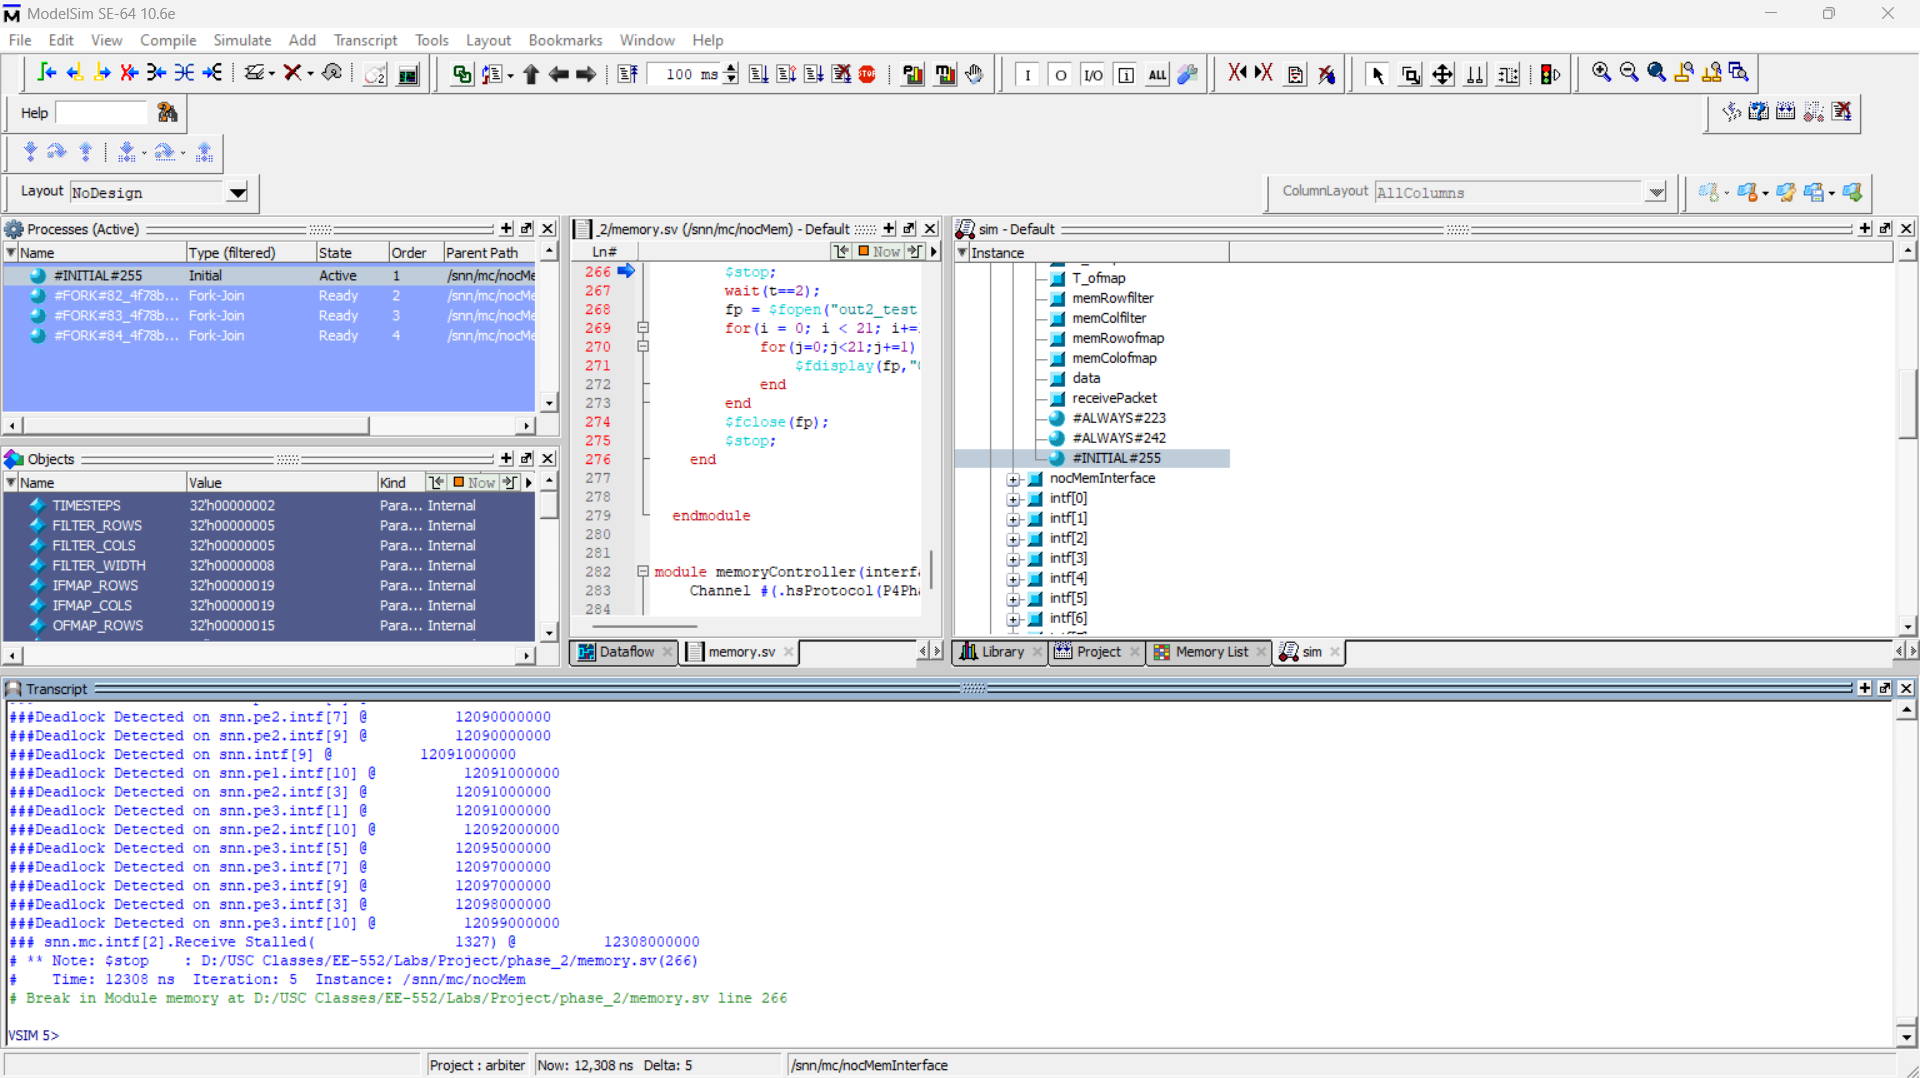 ModelSim SE-64 10.6e
File Edit View Compile Simulate Add Transcript Tools Layout Bookmarks Window Help
100 ms
STOP
I O I/O ALL
Help
Layout NoDesign
ColumnLayout AllColumns
Processes (Active)
Name Type (filtered) State Order Parent Path
#INITIAL#255 Initial Active 1 /snn/mc/nocMe
#FORK#82_4f78b... Fork-Join Ready 2 /snn/mc/nocMe
#FORK#83_4f78b... Fork-Join Ready 3 /snn/mc/nocMe
#FORK#84_4f78b... Fork-Join Ready 4 /snn/mc/nocMe
Objects
Name Value Kind Now
TIMESTEPS 32'h00000002 Para... Internal
FILTER_ROWS 32'h00000005 Para... Internal
FILTER_COLS 32'h00000005 Para... Internal
FILTER_WIDTH 32'h00000008 Para... Internal
IFMAP_ROWS 32'h00000019 Para... Internal
IFMAP_COLS 32'h00000019 Para... Internal
OFMAP_ROWS 32'h00000015 Para... Internal
_2/memory.sv (/snn/mc/nocMem) - Default
Ln# Now
266 $stop;
267 wait(t==2);
268 fp = $fopen("out2_test
269 for(i = 0; i < 21; i+=
270 for(j=0;j<21;j+=1)
271 $fdisplay(fp,"
272 end
273 end
274 $fclose(fp);
275 $stop;
276 end
277
278
279 endmodule
280
281
282 module memoryController(interf
283 Channel #(.hsProtocol(P4Ph
284
Dataflow memory.sv
sim - Default
Instance
T_ofmap
memRowfilter
memColfilter
memRowofmap
memColofmap
data
receivePacket
#ALWAYS#223
#ALWAYS#242
#INITIAL#255
nocMemInterface
intf[0]
intf[1]
intf[2]
intf[3]
intf[4]
intf[5]
intf[6]
Library Project Memory List sim
Transcript
###Deadlock Detected on snn.pe2.intf[7] @ 12090000000
###Deadlock Detected on snn.pe2.intf[9] @ 12090000000
###Deadlock Detected on snn.intf[9] @ 12091000000
###Deadlock Detected on snn.pe1.intf[10] @ 12091000000
###Deadlock Detected on snn.pe2.intf[3] @ 12091000000
###Deadlock Detected on snn.pe3.intf[1] @ 12091000000
###Deadlock Detected on snn.pe2.intf[10] @ 12092000000
###Deadlock Detected on snn.pe3.intf[5] @ 12095000000
###Deadlock Detected on snn.pe3.intf[7] @ 12097000000
###Deadlock Detected on snn.pe3.intf[9] @ 12097000000
###Deadlock Detected on snn.pe3.intf[3] @ 12098000000
###Deadlock Detected on snn.pe3.intf[10] @ 12099000000
### snn.mc.intf[2].Receive Stalled( 1327) @ 12308000000
# ** Note: $stop : D:/USC Classes/EE-552/Labs/Project/phase_2/memory.sv(266)
# Time: 12308 ns Iteration: 5 Instance: /snn/mc/nocMem
# Break in Module memory at D:/USC Classes/EE-552/Labs/Project/phase_2/memory.sv line 266
VSIM 5>
Project : arbiter Now: 12,308 ns Delta: 5 /snn/mc/nocMemInterface